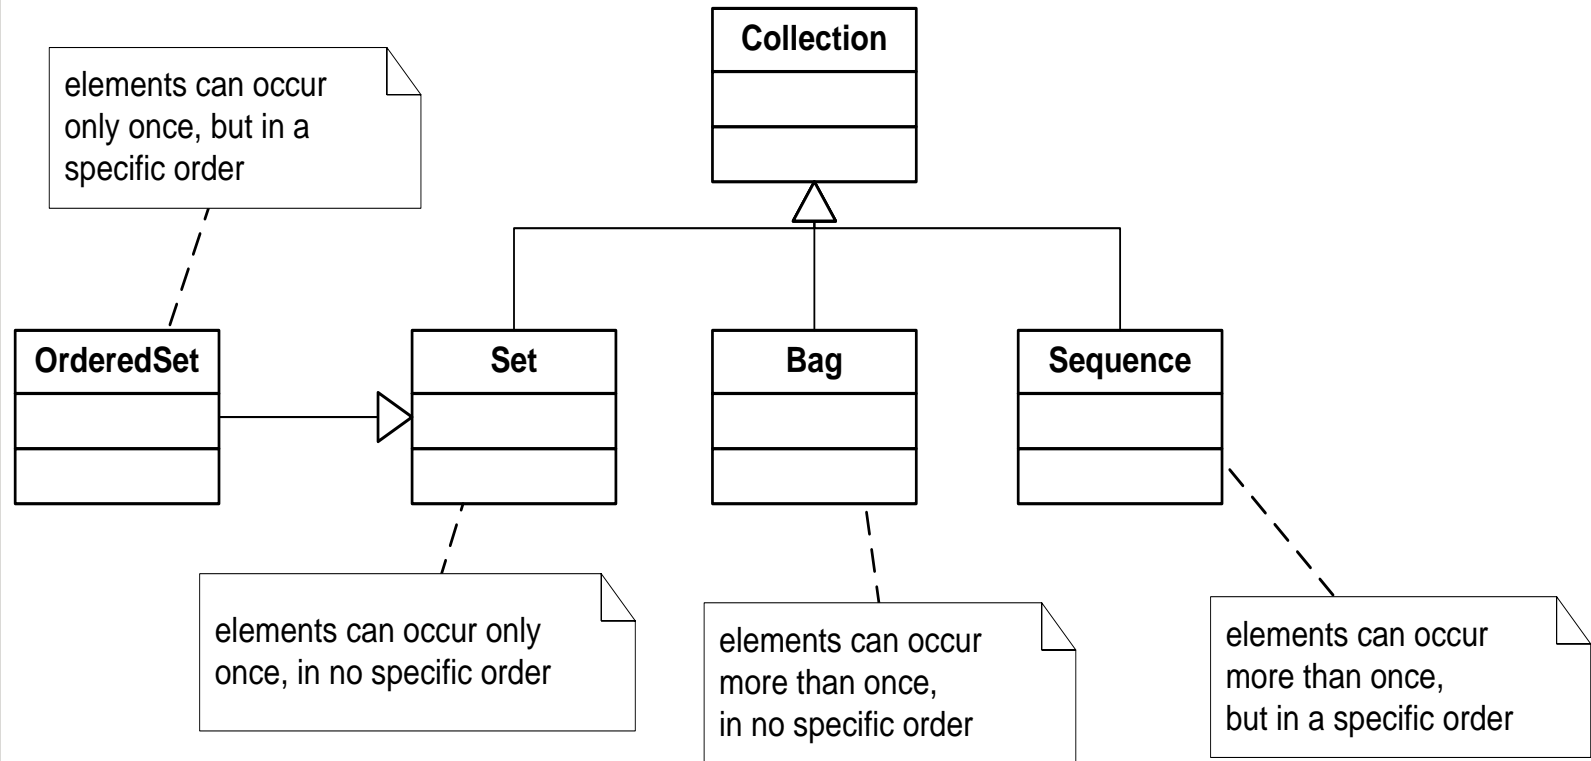 Collection
elements can occur
only once, but in a
specific order
OrderedSet
Set
Bag
Sequence
elements can occur only
once, in no specific order
elements can occur
more than once,
in no specific order
elements can occur
more than once,
but in a specific order